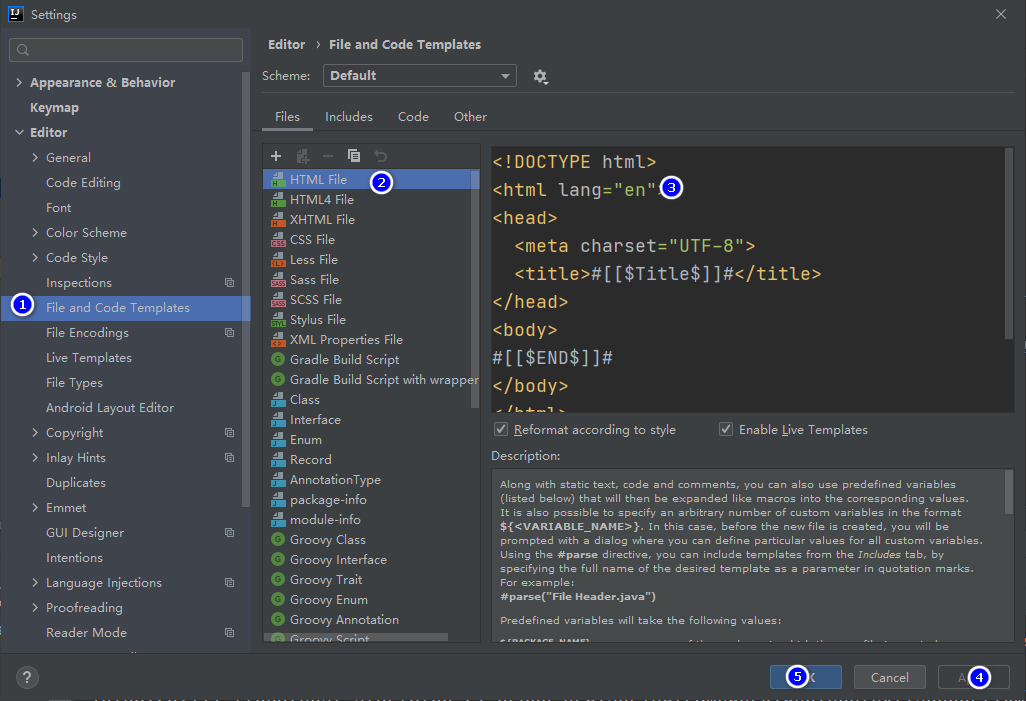 Settings
Appearance & Behavior
Keymap
Editor
General
Code Editing
Font
Color Scheme
Code Style
Inspections
1
File and Code Templates
File Encodings
Live Templates
File Types
Android Layout Editor
Copyright
Inlay Hints
Duplicates
Emmet
GUI Designer
Intentions
Language Injections
Proofreading
Reader Mode
Editor › File and Code Templates
Scheme: Default
Files Includes Code Other
HTML File 2
HTML4 File
XHTML File
CSS File
Less File
Sass File
SCSS File
Stylus File
XML Properties File
Gradle Build Script
Gradle Build Script with wrapper
Class
Interface
Enum
Record
AnnotationType
package-info
module-info
Groovy Class
Groovy Interface
Groovy Trait
Groovy Enum
Groovy Annotation
Groovy Script
<!DOCTYPE html>
<html lang="en"> 3
<head>
<meta charset="UTF-8">
<title>#[[$Title$]]#</title>
</head>
<body>
#[[$END$]]#
</body>
</html>
Reformat according to style Enable Live Templates
Description:
Along with static text, code and comments, you can also use predefined variables
(listed below) that will then be expanded like macros into the corresponding values.
It is also possible to specify an arbitrary number of custom variables in the format
${<VARIABLE_NAME>}. In this case, before the new file is created, you will be
prompted with a dialog where you can define particular values for all custom variables.
Using the #parse directive, you can include templates from the Includes tab, by
specifying the full name of the desired template as a parameter in quotation marks.
For example:
#parse("File Header.java")
Predefined variables will take the following values:
${PACKAGE_NAME}
?
5 Cancel 4